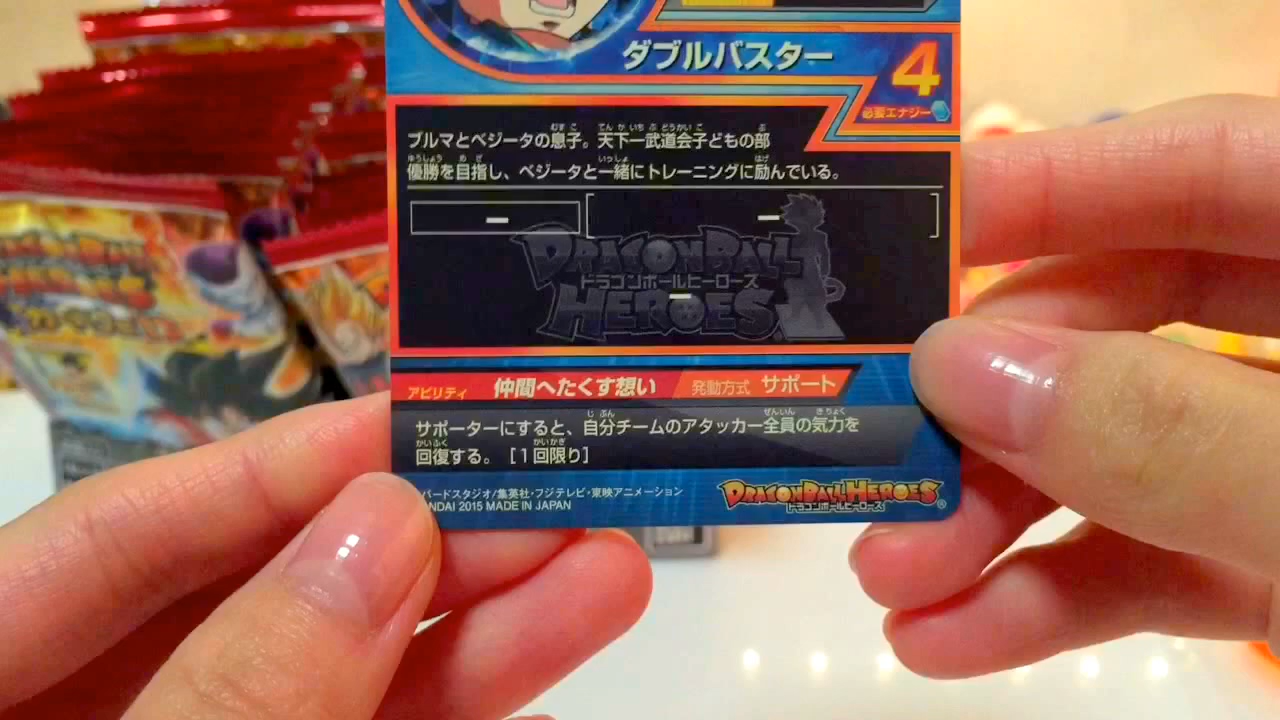 ダブルバスター
4
必要エナジー
ブルマとベジータの息子。天下一武道会子どもの部
優勝を目指し、ベジータと一緒にトレーニングに励んでいる。
ー
ー
DRAGONBALL
ドラゴンボールヒーローズ
HEROES
ー
アビリティ 仲間へたくす想い 発動方式 サポート
サポーターにすると、自分チームのアタッカー全員の気力を
回復する。［1回限り］
バードスタジオ/集英社・フジテレビ・東映アニメーション
ANDAI 2015 MADE IN JAPAN
DRAGONBALL HEROES
ドラゴンボールヒーローズ